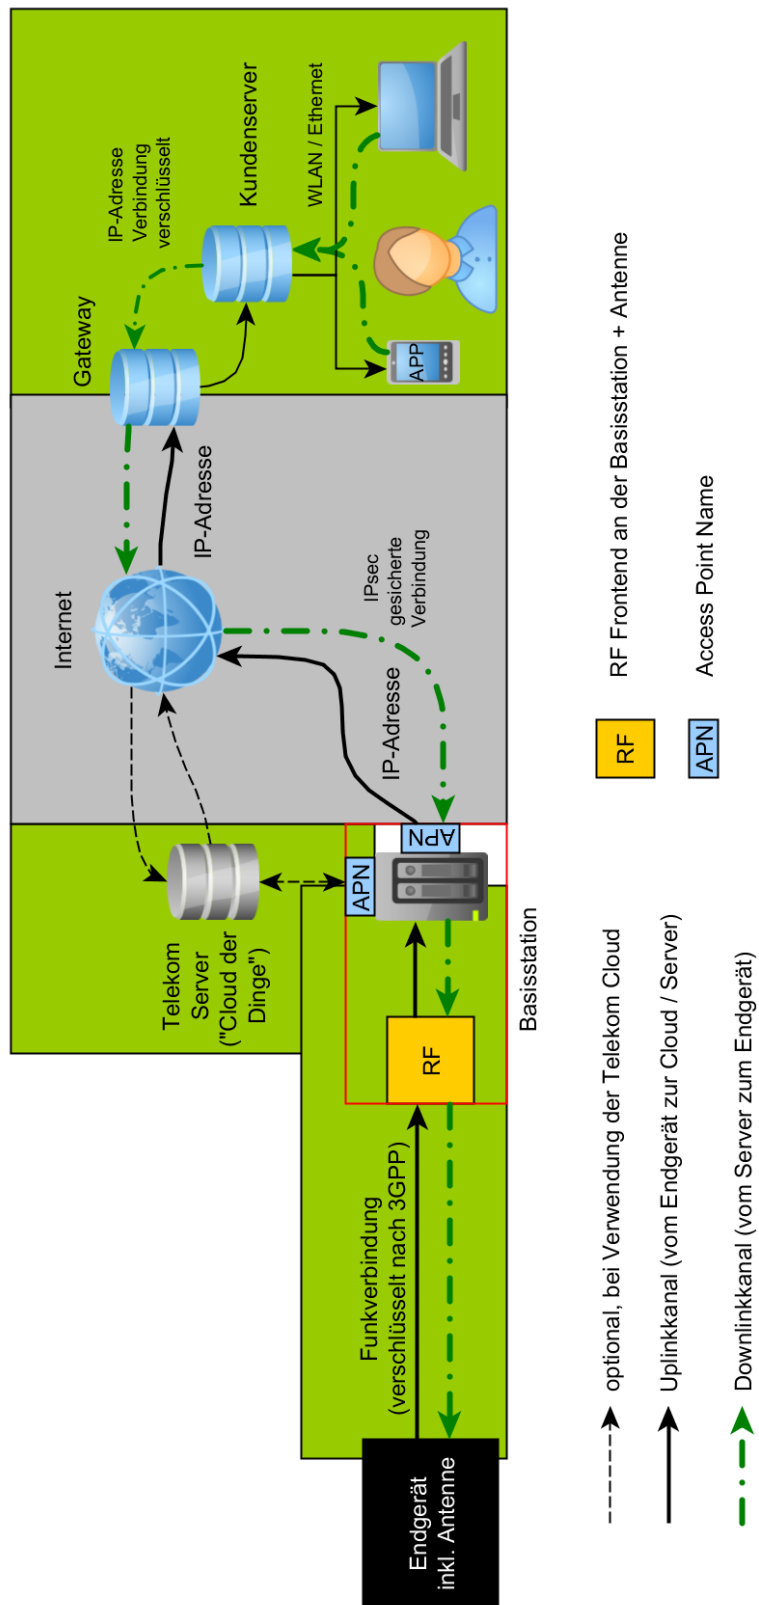 Endgerät
inkl. Antenne
Funkverbindung
(verschlüsselt nach 3GPP)
RF
Basisstation
APN
APN
Telekom
Server
("Cloud der
Dinge")
Internet
IP-Adresse
IPsec
gesicherte
Verbindung
IP-Adresse
Gateway
IP-Adresse
Verbindung
verschlüsselt
Kundenserver
WLAN / Ethernet
APP
optional, bei Verwendung der Telekom Cloud
Uplinkkanal (vom Endgerät zur Cloud / Server)
Downlinkkanal (vom Server zum Endgerät)
RF
RF Frontend an der Basisstation + Antenne
APN
Access Point Name